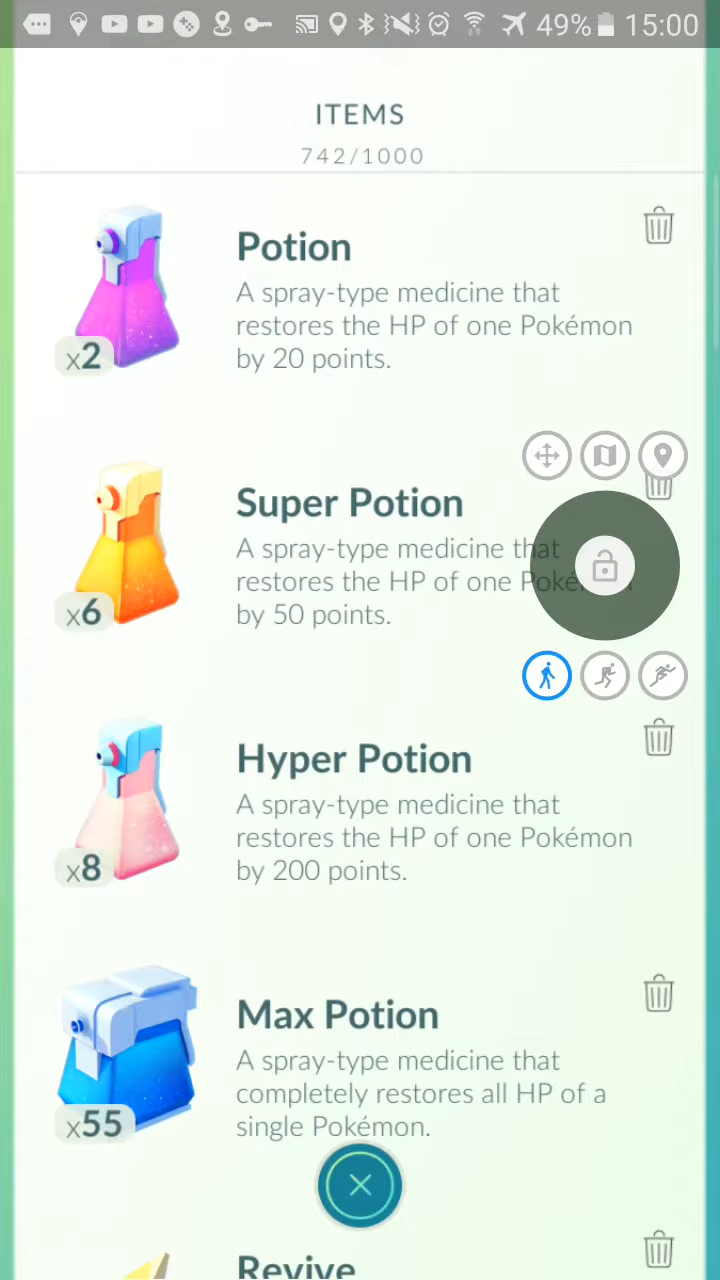 49% 15:00
ITEMS
742/1000
Potion
A spray-type medicine that
restores the HP of one Pokémon
by 20 points.
x2
Super Potion
A spray-type medicine that
restores the HP of one Pokémon
by 50 points.
x6
Hyper Potion
A spray-type medicine that
restores the HP of one Pokémon
by 200 points.
x8
Max Potion
A spray-type medicine that
completely restores all HP of a
single Pokémon.
x55
Revive